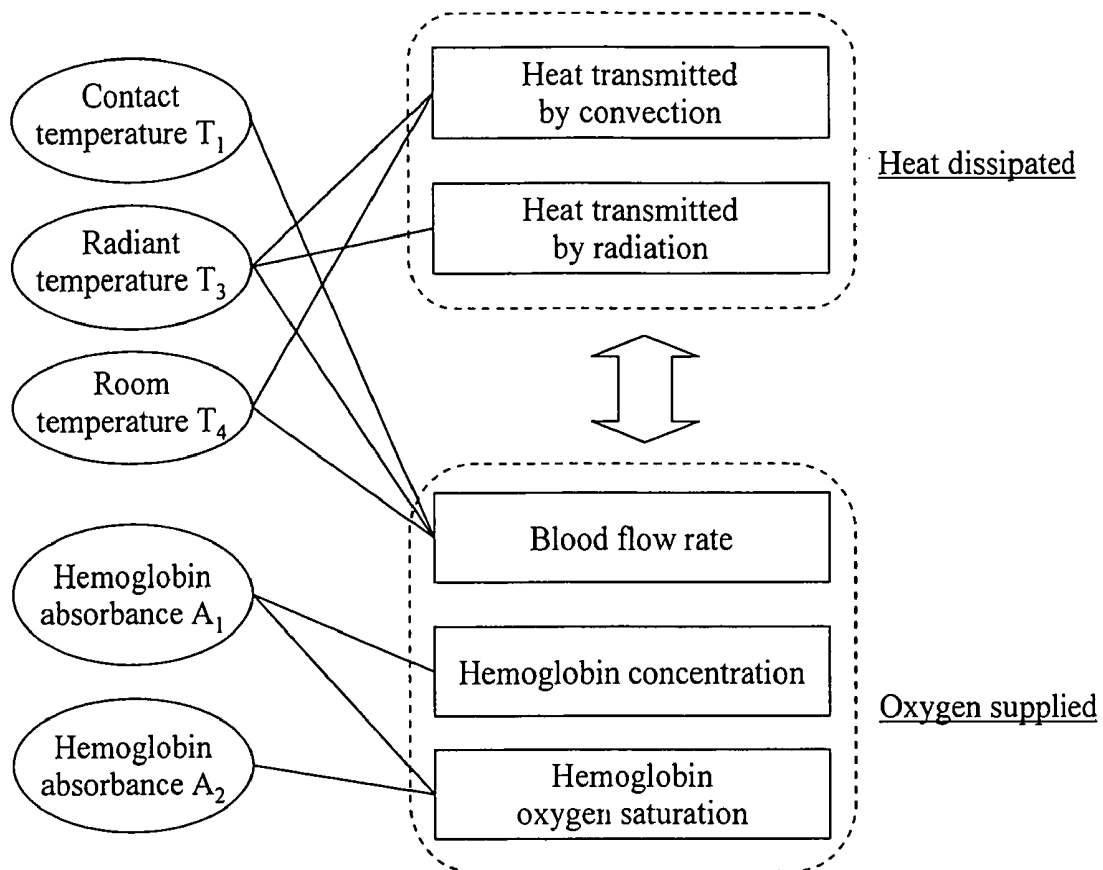 Contact
temperature T₁
Radiant
temperature T₃
Room
temperature T₄
Hemoglobin
absorbance A₁
Hemoglobin
absorbance A₂
Heat transmitted
by convection
Heat transmitted
by radiation
Heat dissipated
Blood flow rate
Hemoglobin concentration
Hemoglobin
oxygen saturation
Oxygen supplied